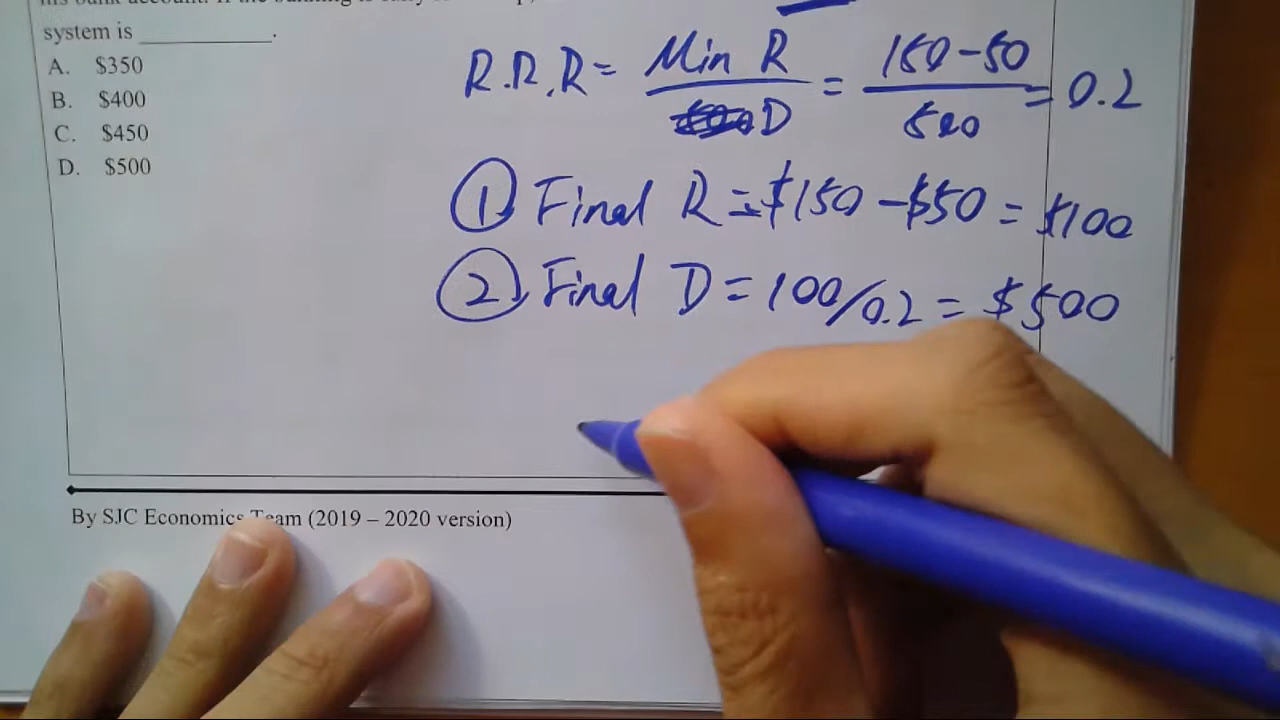 system is ____________.
A. $350
B. $400
C. $450
D. $500
R.R.R = Min R / D = 150-50 / 500 = 0.2
① Final R = $150 - $50 = $100
② Final D = 100/0.2 = $500
By SJC Economics Team (2019 – 2020 version)